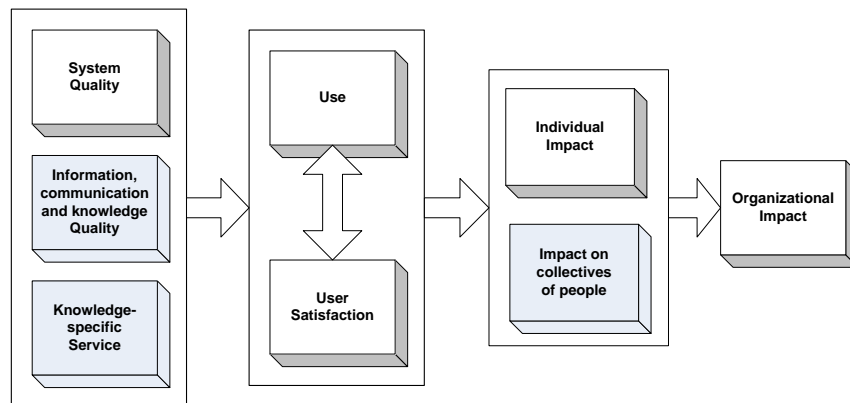 System
Quality
Information,
communication
and knowledge
Quality
Knowledge-
specific
Service
Use
User
Satisfaction
Individual
Impact
Impact on
collectives
of people
Organizational
Impact